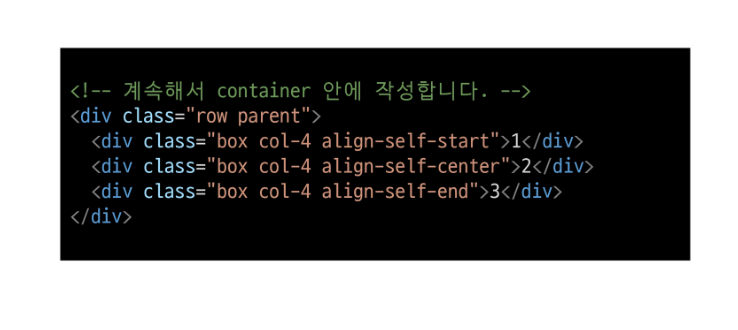 <!-- 계속해서 container 안에 작성합니다. -->
<div class="row parent">
<div class="box col-4 align-self-start">1</div>
<div class="box col-4 align-self-center">2</div>
<div class="box col-4 align-self-end">3</div>
</div>